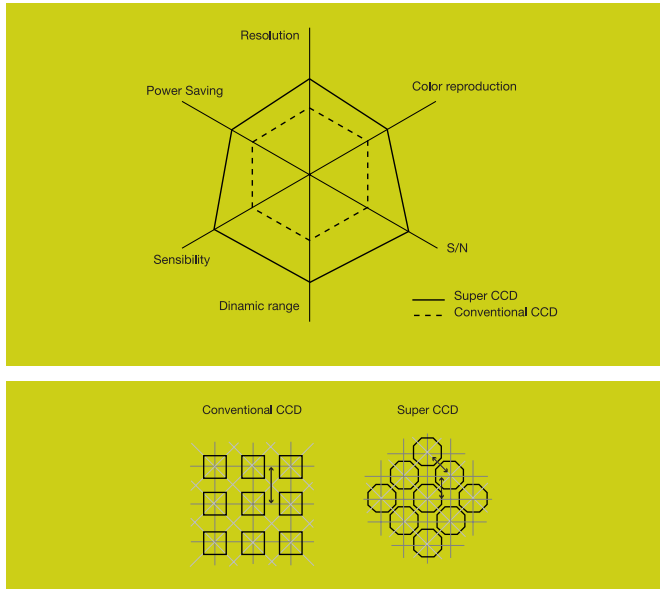 Resolution
Power Saving
Color reproduction
Sensibility
S/N
Dinamic range
Super CCD
Conventional CCD
Conventional CCD
Super CCD